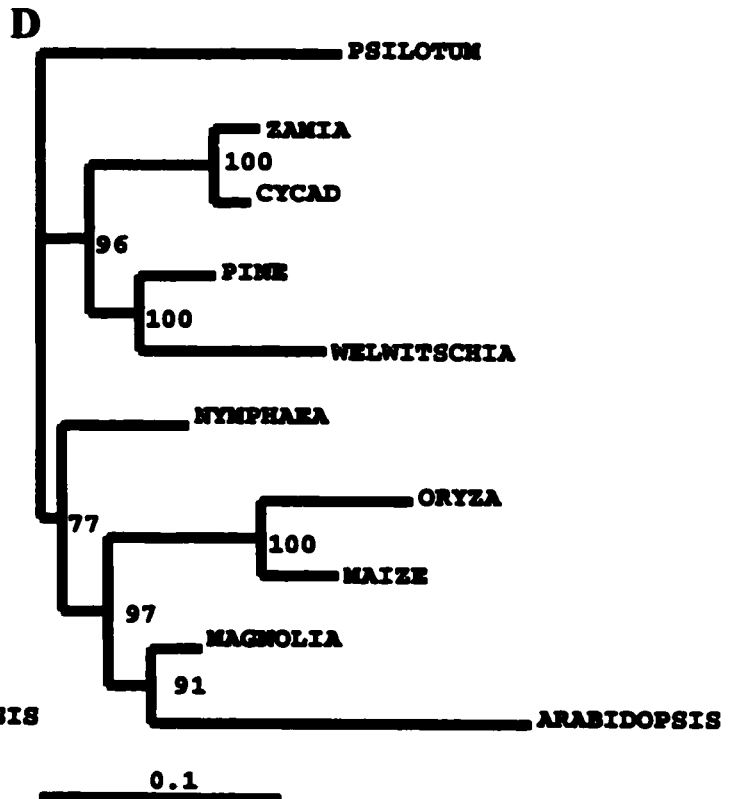 D
PSILOTUM
ZAMIA
100
CYCAD
96
PINE
100
WELWITSCHIA
NYMPHAEA
ORYZA
77
100
MAIZE
97
MAGNOLIA
91
SIS
ARABIDOPSIS
0.1